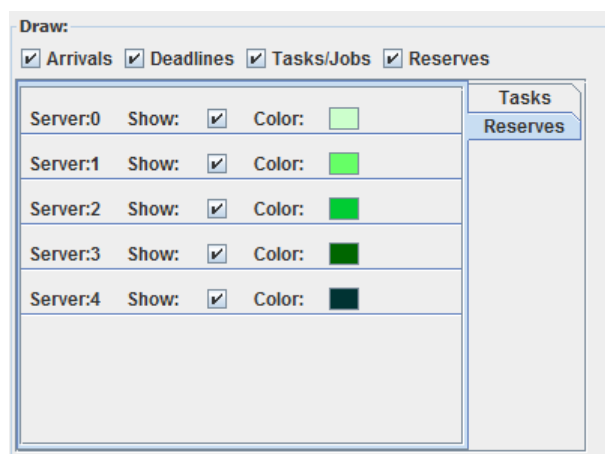 Draw:
Arrivals Deadlines Tasks/Jobs Reserves
Tasks
Reserves
Server:0 Show: Color:
Server:1 Show: Color:
Server:2 Show: Color:
Server:3 Show: Color:
Server:4 Show: Color: